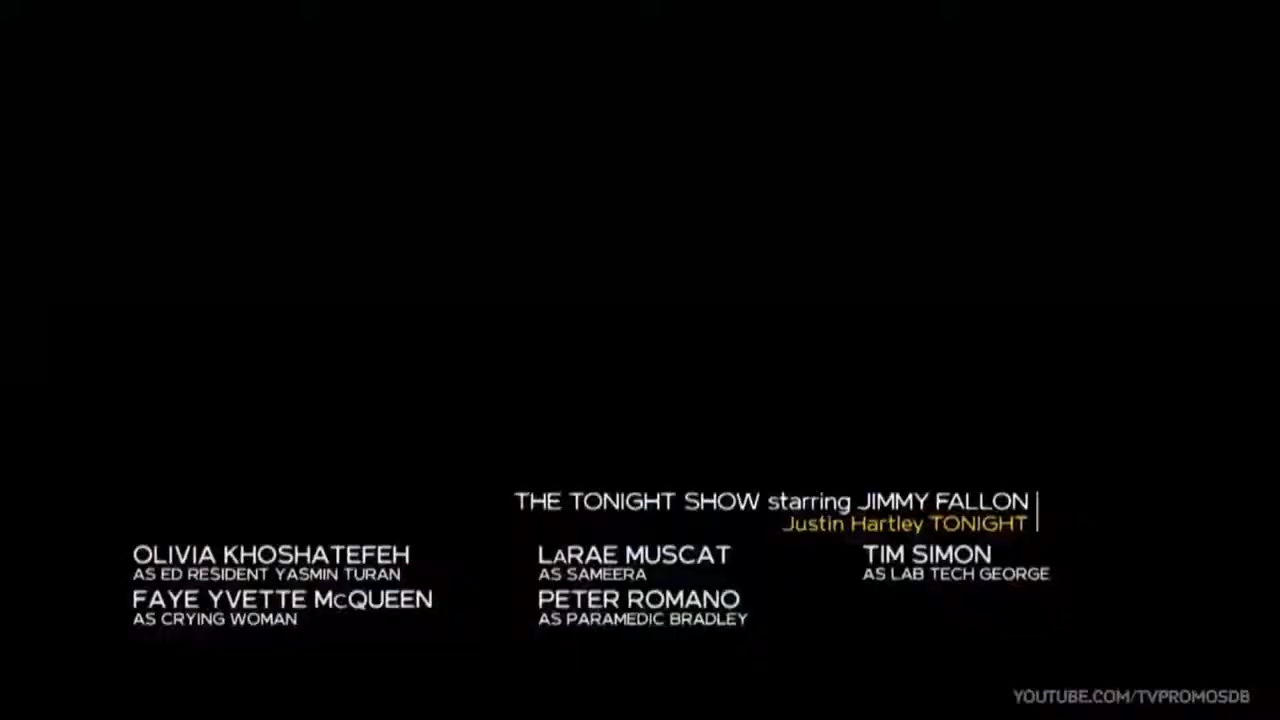 THE TONIGHT SHOW starring JIMMY FALLON
Justin Hartley TONIGHT
OLIVIA KHOSHATEFEH LaRAE MUSCAT TIM SIMON
AS ED RESIDENT YASMIN TURAN AS SAMEERA AS LAB TECH GEORGE
FAYE YVETTE McQUEEN PETER ROMANO
AS CRYING WOMAN AS PARAMEDIC BRADLEY
YOUTUBE.COM/TVPROMOSDB